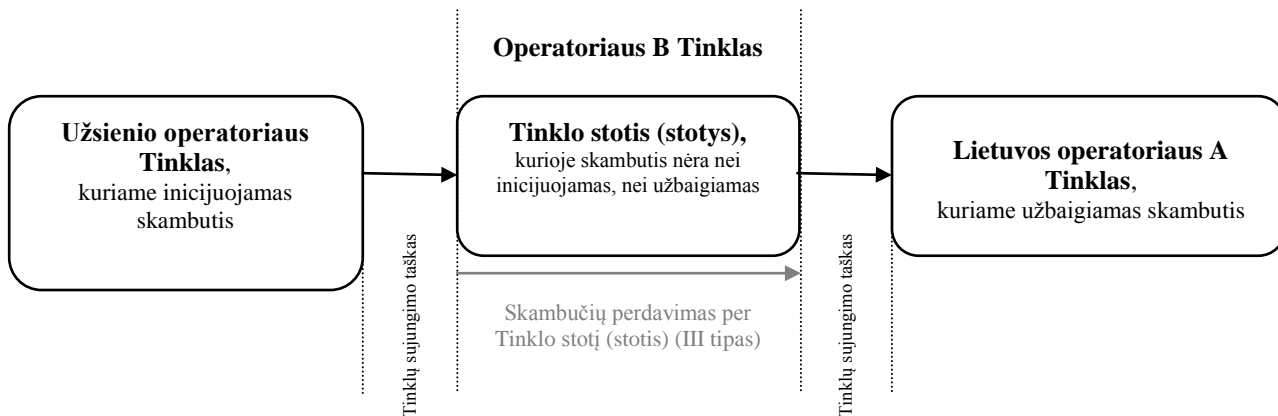 Operatoriaus B Tinklas
Užsienio operatoriaus
Tinklas,
kuriame inicijuojamas
skambutis
Tinklo stotis (stotys),
kurioje skambutis nėra nei
inicijuojamas, nei užbaigiamas
Lietuvos operatoriaus A
Tinklas,
kuriame užbaigiamas skambutis
Tinklų sujungimo taškas
Skambučių perdavimas per
Tinklo stotį (stotis) (III tipas)
Tinklų sujungimo taškas